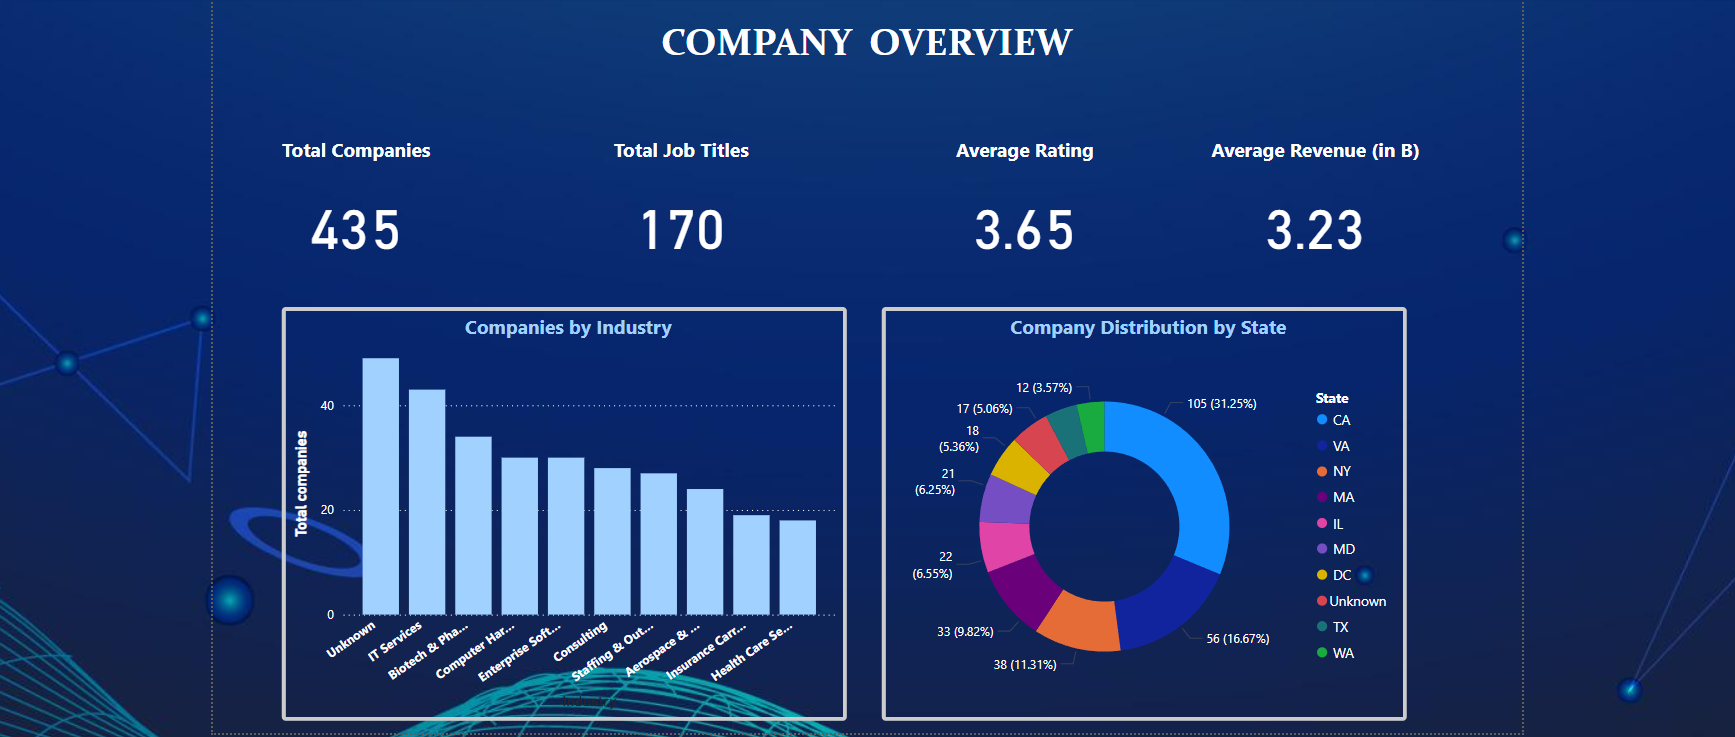 COMPANY OVERVIEW
Total Companies
Total Job Titles
Average Rating
Average Revenue (in B)
435
170
3.65
3.23
Companies by Industry
Total companies
40
20
0
Unknown
IT Services
Biotech & Pha...
Computer Har...
Enterprise Soft...
Consulting
Staffing & Out...
Aerospace & ...
Insurance Carr...
Health Care Se...
Company Distribution by State
105 (31.25%)
56 (16.67%)
38 (11.31%)
33 (9.82%)
22
(6.55%)
21
(6.25%)
18
(5.36%)
17 (5.06%)
12 (3.57%)
State
CA
VA
NY
MA
IL
MD
DC
Unknown
TX
WA